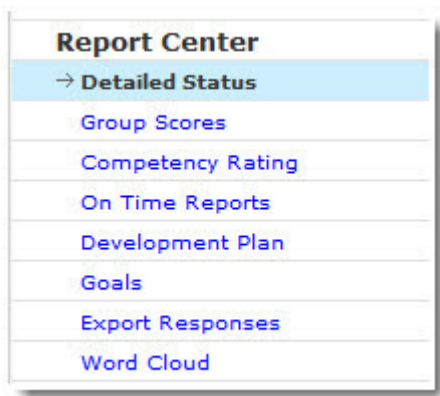 Report Center
→ Detailed Status
Group Scores
Competency Rating
On Time Reports
Development Plan
Goals
Export Responses
Word Cloud